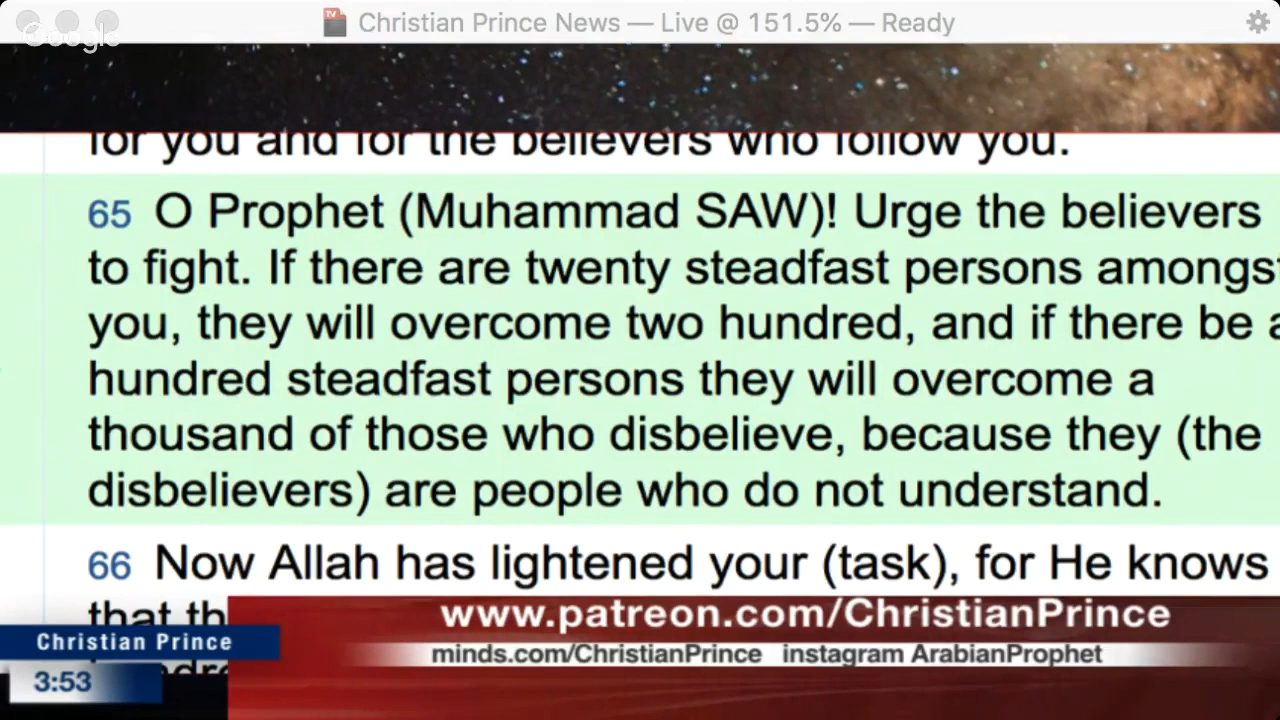 Christian Prince News — Live @ 151.5% — Ready
Google
for you and for the believers who follow you.
65 O Prophet (Muhammad SAW)! Urge the believers
to fight. If there are twenty steadfast persons amongst
you, they will overcome two hundred, and if there be a
hundred steadfast persons they will overcome a
thousand of those who disbelieve, because they (the
disbelievers) are people who do not understand.
66 Now Allah has lightened your (task), for He knows
that th
www.patreon.com/ChristianPrince
Christian Prince
minds.com/ChristianPrince instagram ArabianProphet
3:53